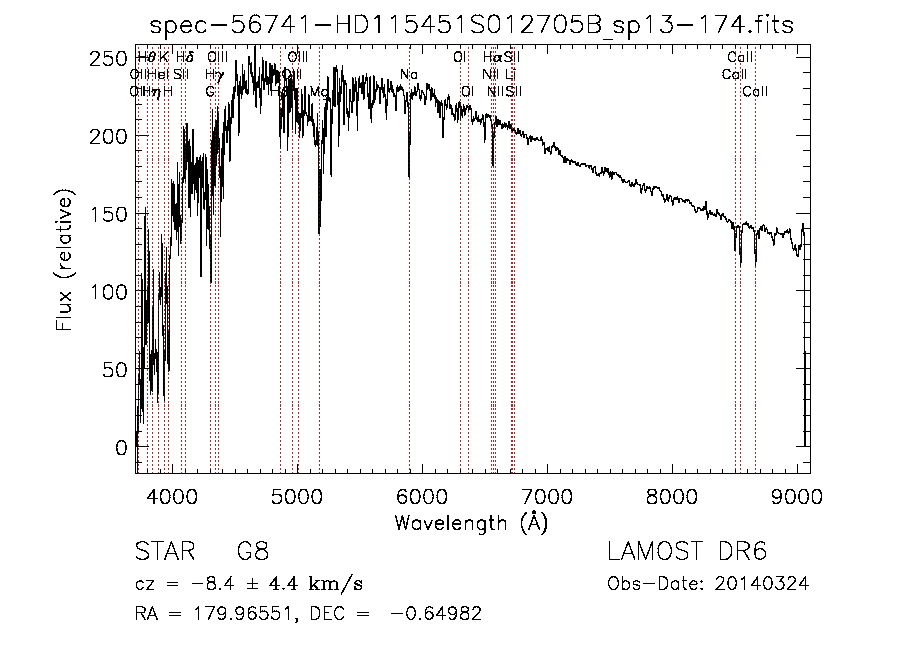 spec-56741-HD115451S012705B_sp13-174.fits
Hθ K Hδ OIII OIII OI Hα SII CaII
OII HeI SII Hγ OIII Na NII Li CaII
OII Hη H G Hβ Mg OI NII SII CaII
250
200
150
100
50
0
Flux (relative)
4000 5000 6000 7000 8000 9000
Wavelength (Å)
STAR G8 LAMOST DR6
cz = -8.4 ± 4.4 km/s Obs-Date: 20140324
RA = 179.96551, DEC = -0.64982